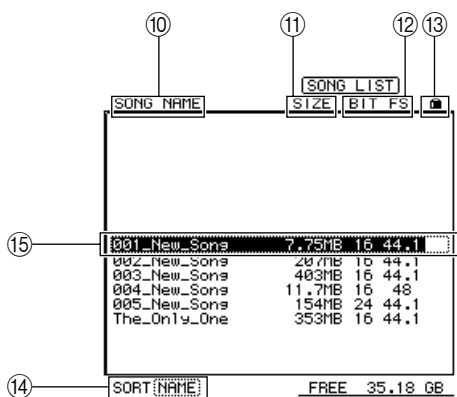 ⑩ ⑪ ⑫ ⑬
SONG LIST
SONG NAME SIZE BIT FS
⑮
001_New_Song 7.75MB 16 44.1
002_New_Song 207MB 16 44.1
003_New_Song 403MB 16 44.1
004_New_Song 11.7MB 16 48
005_New_Song 154MB 24 44.1
The_Only_One 353MB 16 44.1
⑭ SORT NAME FREE 35.18 GB